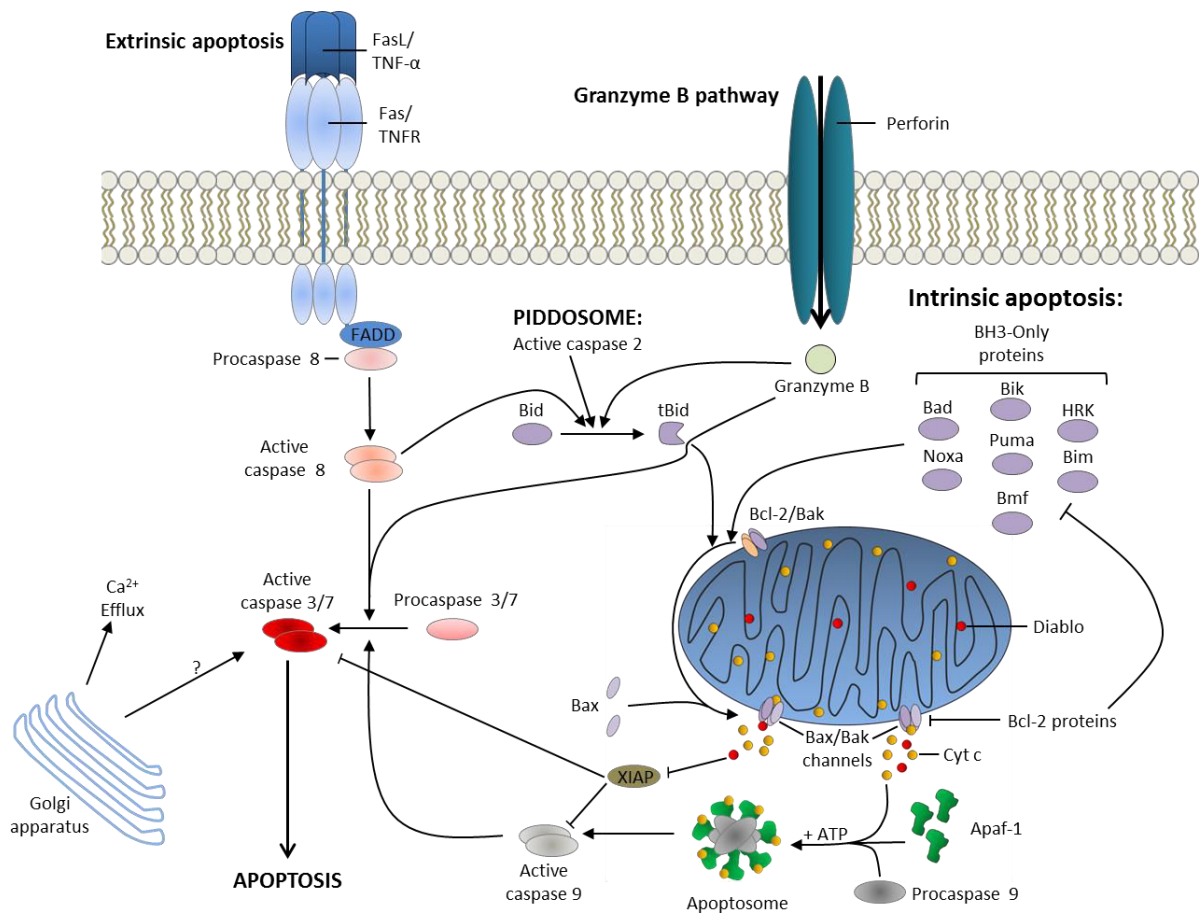 Extrinsic apoptosis
FasL/
TNF-α
Fas/
TNFR
Granzyme B pathway
Perforin
Intrinsic apoptosis:
BH3-Only
proteins
PIDDOSOME:
Active caspase 2
FADD
Procaspase 8
Granzyme B
Bid
tBid
Bik
Bad
HRK
Puma
Noxa
Bim
Bmf
Active
caspase 8
Bcl-2/Bak
Ca²⁺
Efflux
Active
caspase 3/7
Procaspase 3/7
Diablo
?
Bax
Bax/Bak
channels
Bcl-2 proteins
Cyt c
XIAP
Golgi
apparatus
Apaf-1
+ ATP
APOPTOSIS
Active
caspase 9
Apoptosome
Procaspase 9